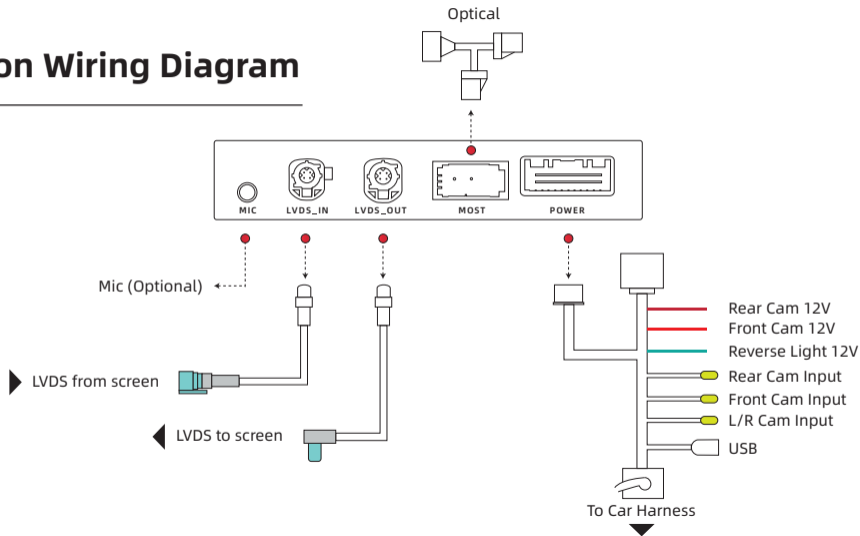 Optical
on Wiring Diagram
MIC
LVDS_IN
LVDS_OUT
MOST
POWER
Mic (Optional)
Rear Cam 12V
Front Cam 12V
Reverse Light 12V
LVDS from screen
Rear Cam Input
Front Cam Input
L/R Cam Input
LVDS to screen
USB
To Car Harness